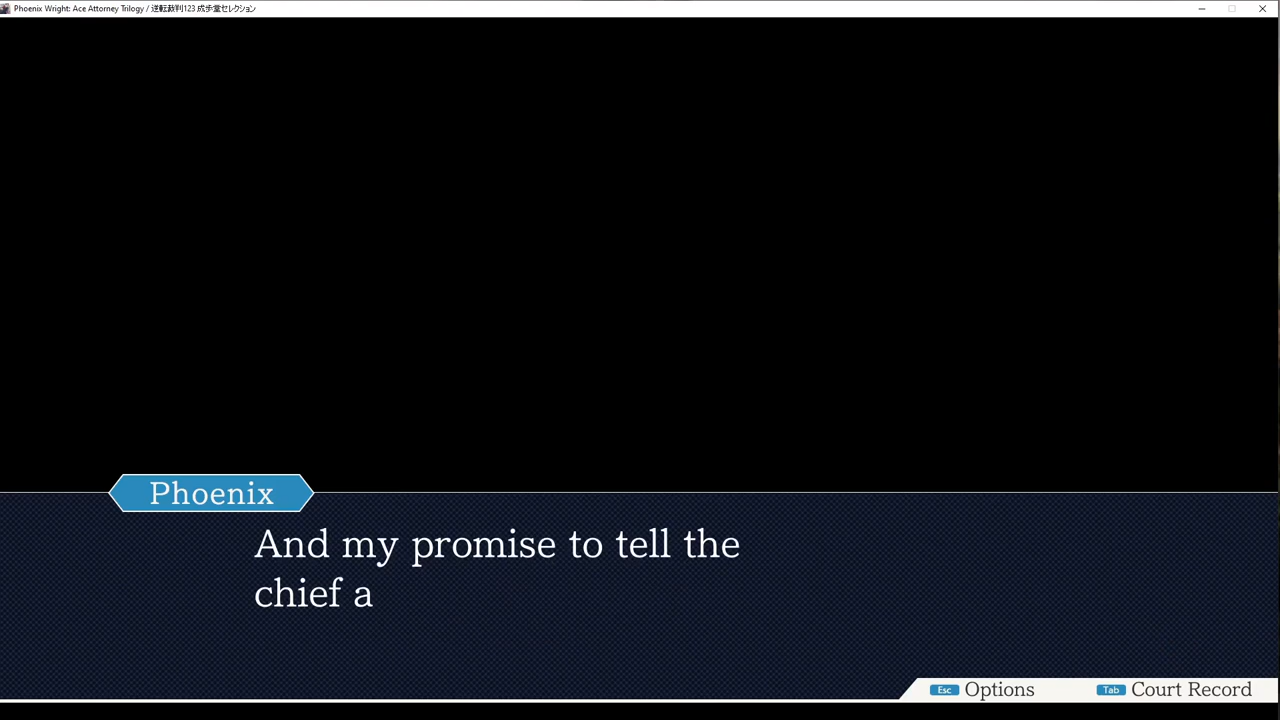 Phoenix Wright: Ace Attorney Trilogy / 逆転裁判123 成歩堂セレクション
Phoenix
And my promise to tell the
chief a
Esc Options
Tab Court Record